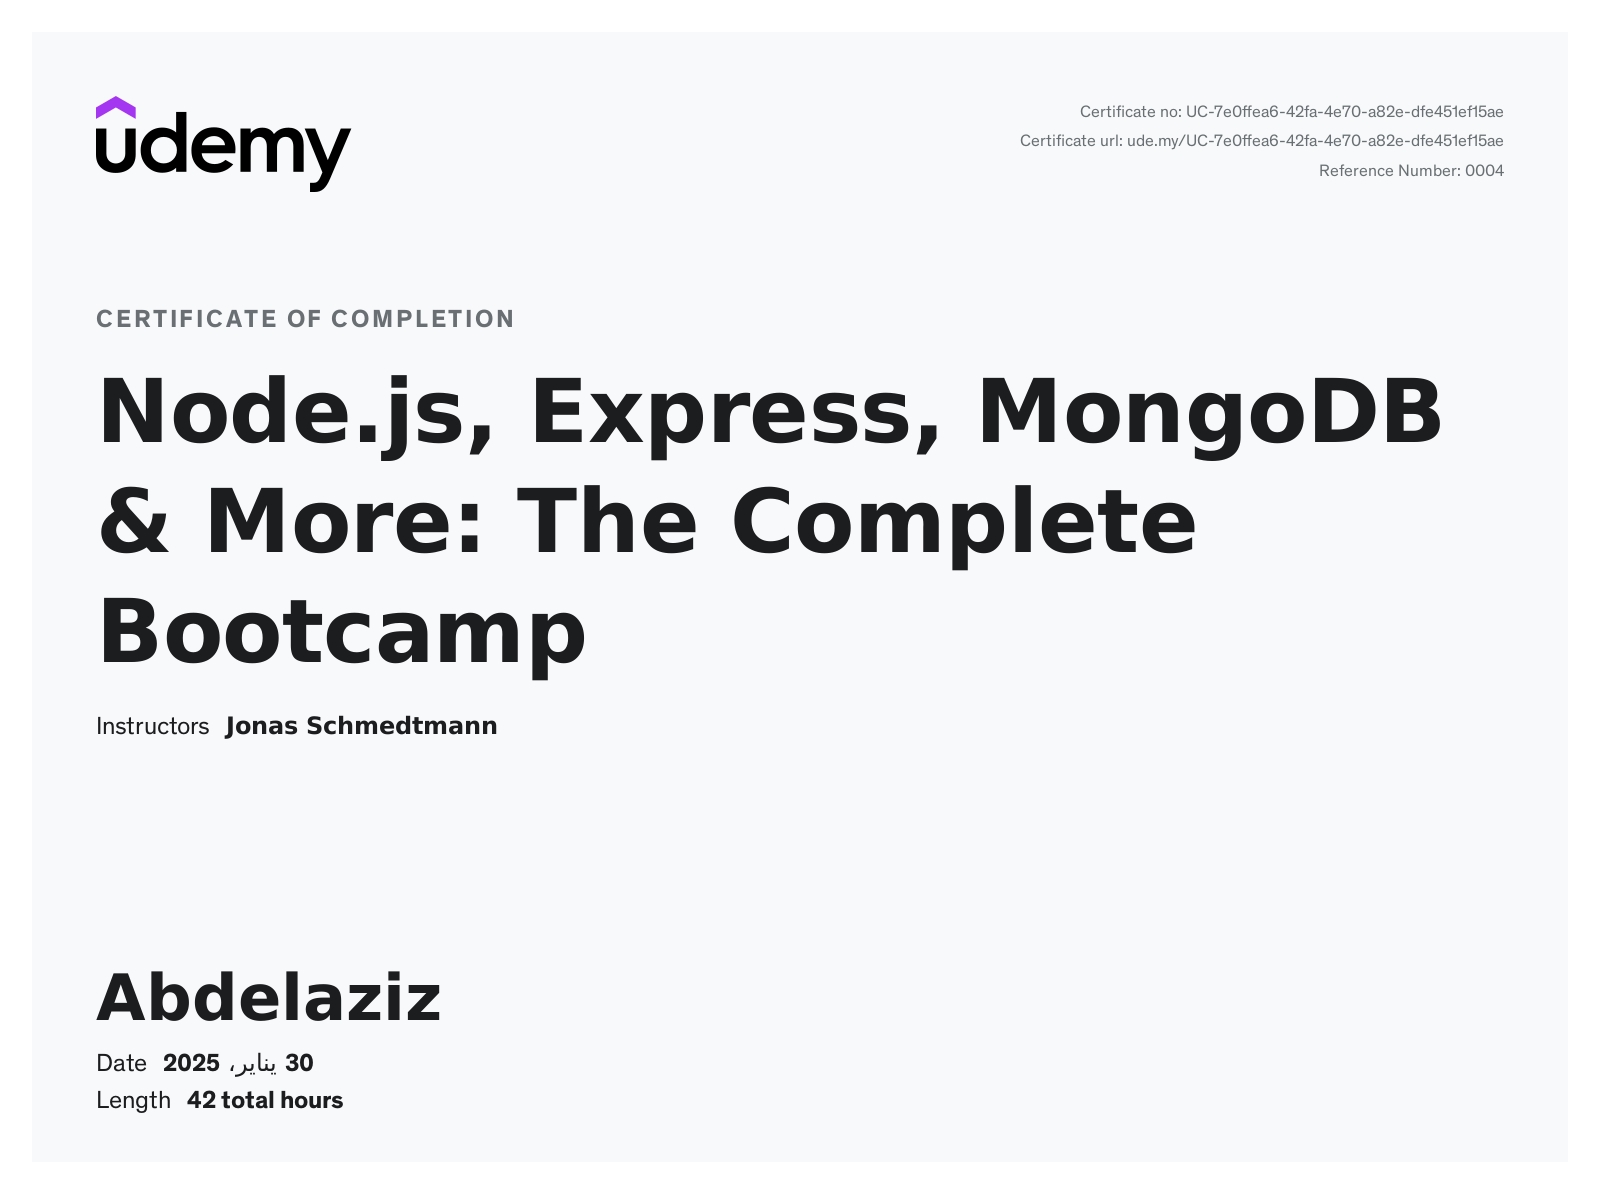 udemy
Certificate no: UC-7e0ffea6-42fa-4e70-a82e-dfe451ef15ae
Certificate url: ude.my/UC-7e0ffea6-42fa-4e70-a82e-dfe451ef15ae
Reference Number: 0004
CERTIFICATE OF COMPLETION
Node.js, Express, MongoDB
& More: The Complete
Bootcamp
Instructors Jonas Schmedtmann
Abdelaziz
Date 30 يناير، 2025
Length 42 total hours